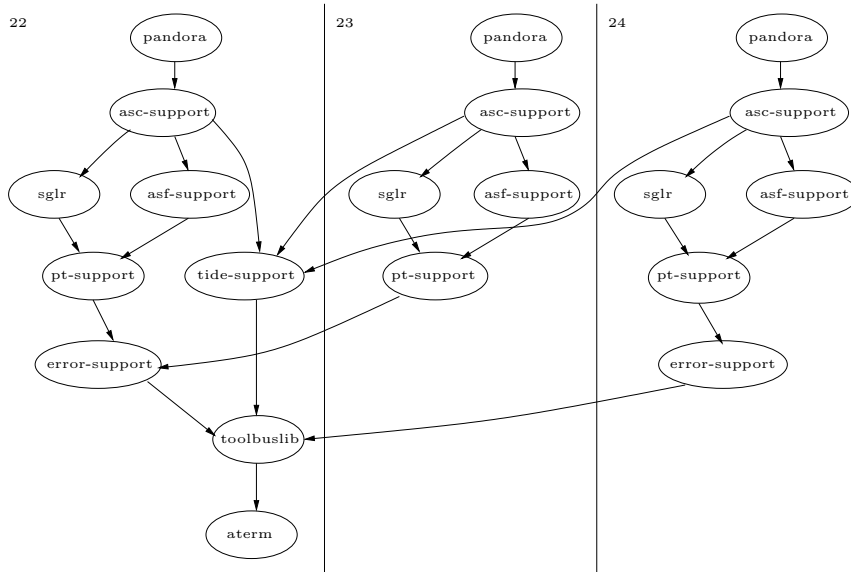 22
pandora
asc-support
sglr
asf-support
pt-support
tide-support
error-support
toolbuslib
aterm
23
pandora
asc-support
sglr
asf-support
pt-support
24
pandora
asc-support
sglr
asf-support
pt-support
error-support